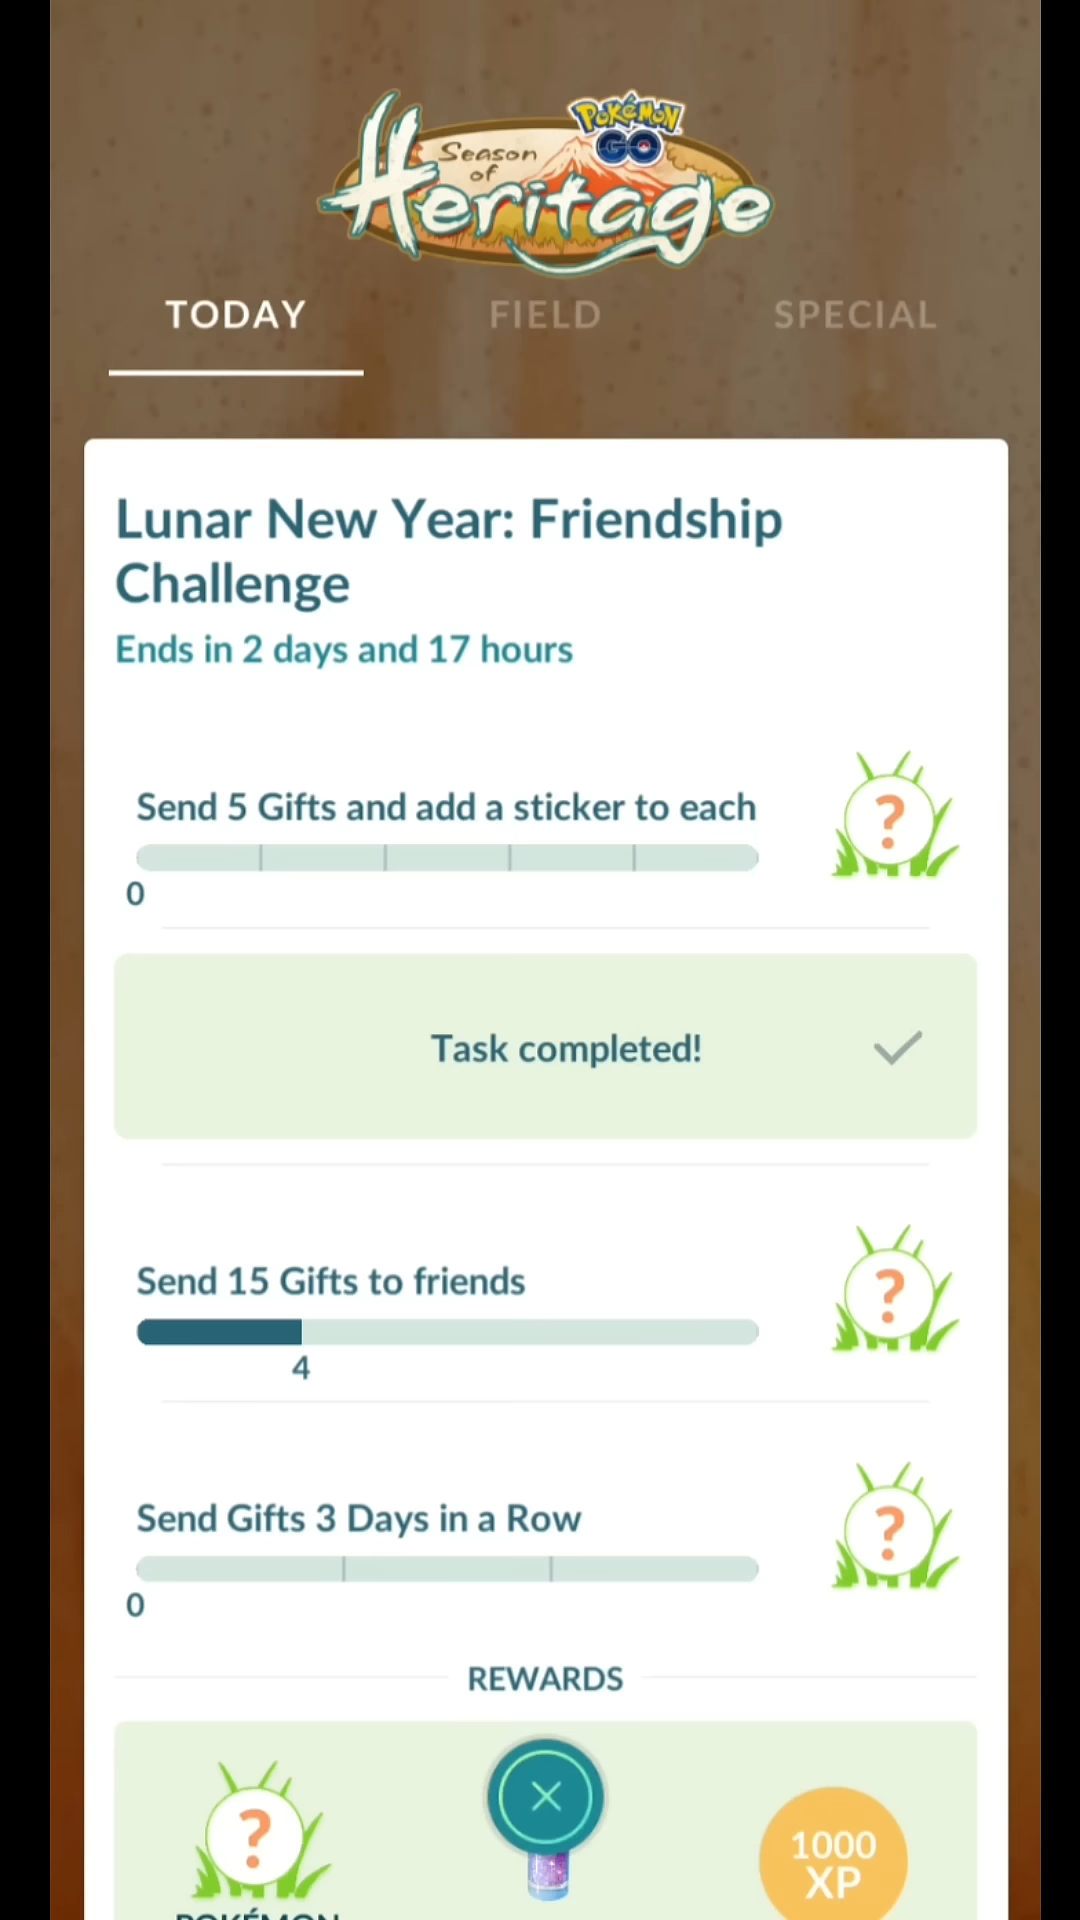 POKÉMON
GO
Season
of
Heritage
TODAY FIELD SPECIAL
Lunar New Year: Friendship
Challenge
Ends in 2 days and 17 hours
Send 5 Gifts and add a sticker to each
?
0
Task completed!
Send 15 Gifts to friends
?
4
Send Gifts 3 Days in a Row
?
0
REWARDS
?
1000
XP
POKÉMON